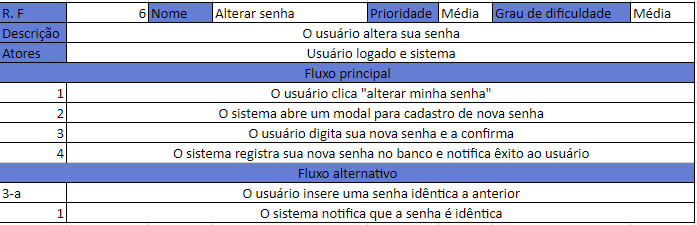 R. F 6 Nome Alterar senha Prioridade Média Grau de dificuldade Média
Descrição O usuário altera sua senha
Atores Usuário logado e sistema
Fluxo principal
1 O usuário clica "alterar minha senha"
2 O sistema abre um modal para cadastro de nova senha
3 O usuário digita sua nova senha e a confirma
4 O sistema registra sua nova senha no banco e notifica êxito ao usuário
Fluxo alternativo
3-a O usuário insere uma senha idêntica a anterior
1 O sistema notifica que a senha é idêntica